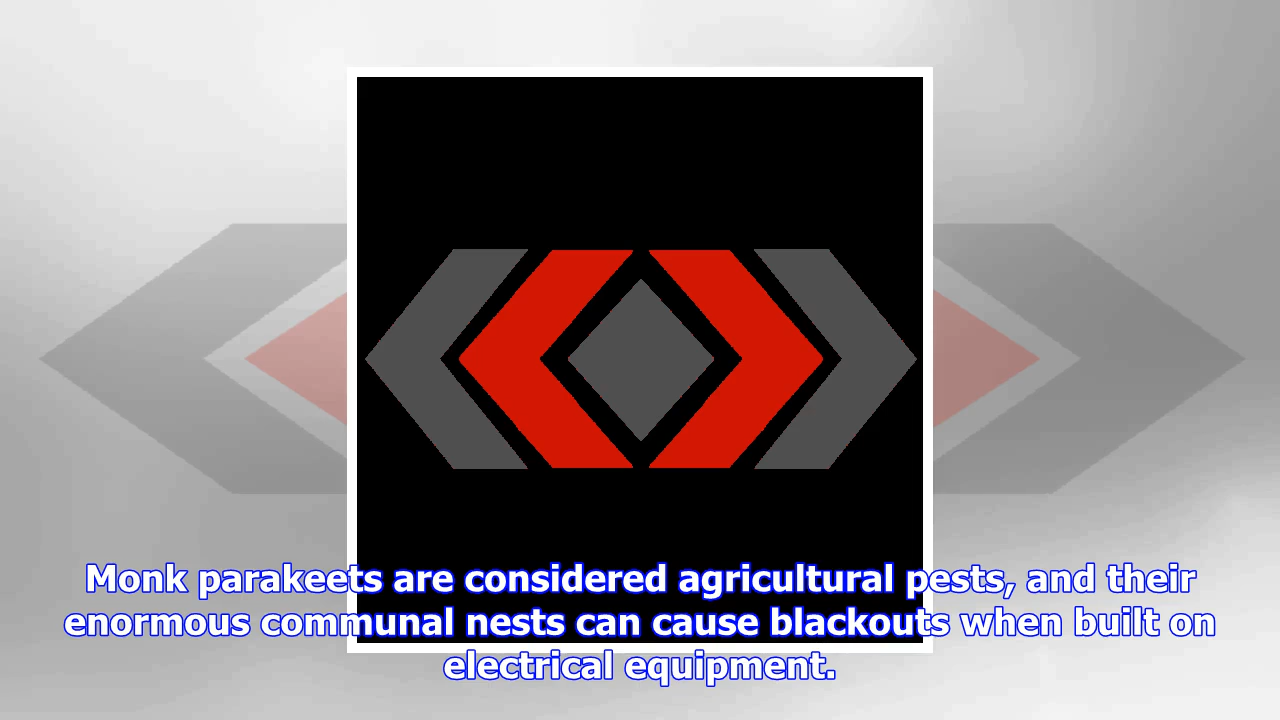 Monk parakeets are considered agricultural pests, and their
enormous communal nests can cause blackouts when built on
electrical equipment.